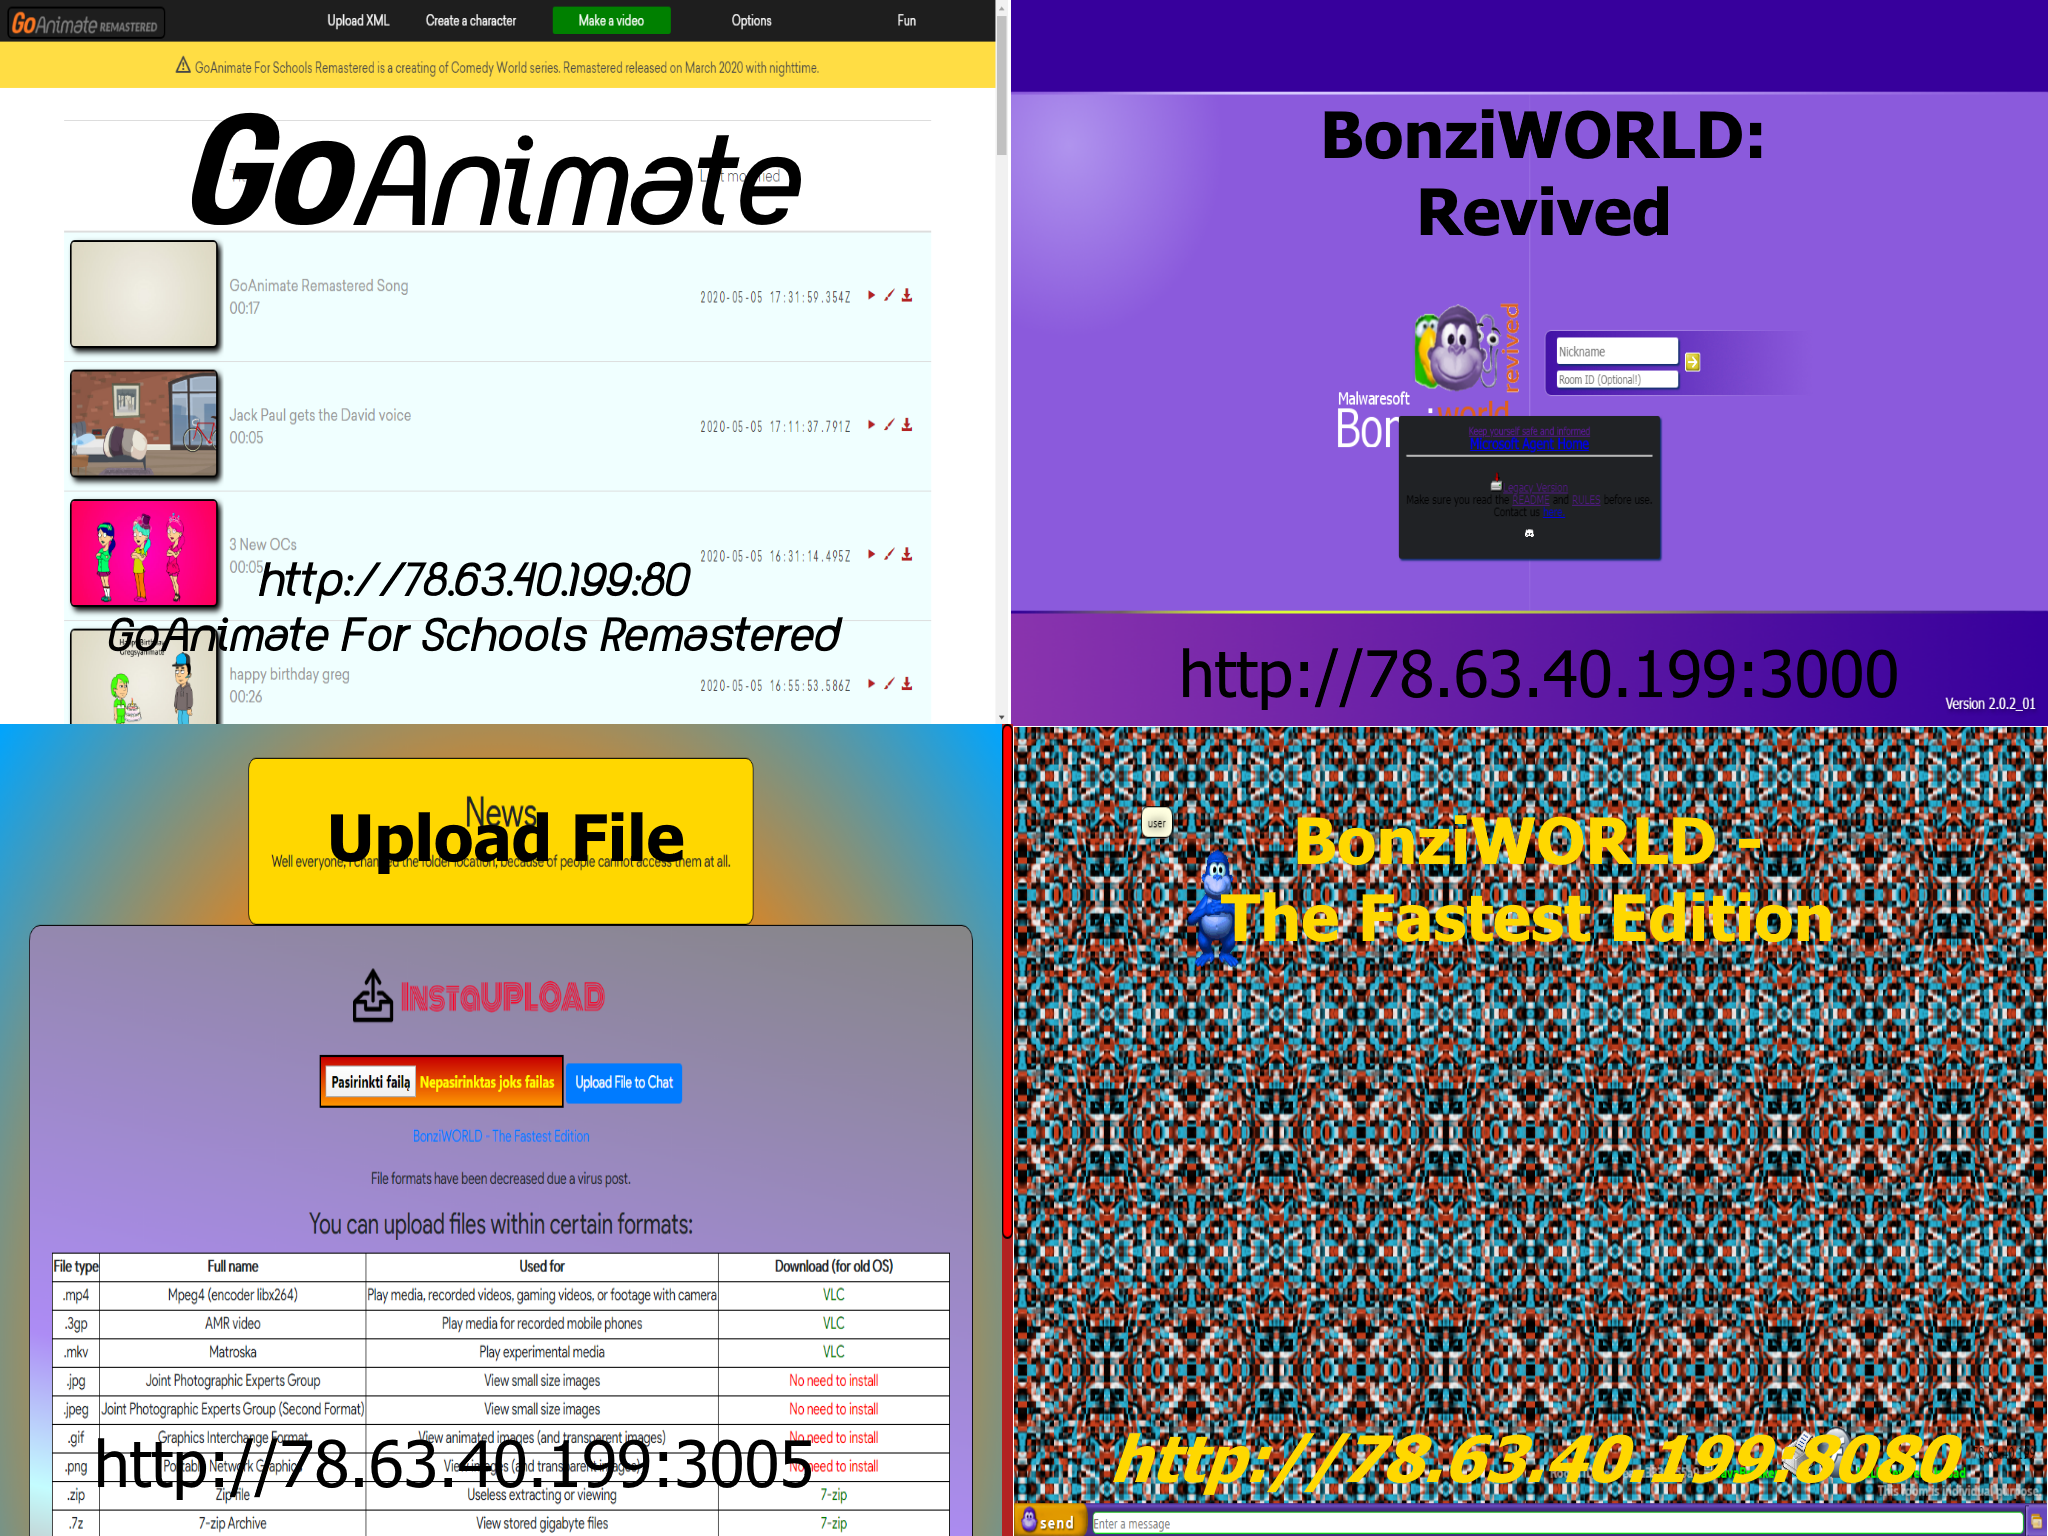 GoAnimate REMASTERED
Upload XML
Create a character
Make a video
Options
Fun
GoAnimate For Schools Remastered is a creating of Comedy World series. Remastered released on March 2020 with nighttime.
GoAnimate
GoAnimate Remastered Song
00:17
2020-05-05 17:31:59.354Z
Jack Paul gets the David voice
00:05
2020-05-05 17:11:37.791Z
3 New OCs
00:05
2020-05-05 16:31:14.495Z
http://78.63.40.199:80
GoAnimate For Schools Remastered
Happy Birthday
Gregsyanimate
happy birthday greg
00:26
2020-05-05 16:55:53.586Z
BonziWORLD:
Revived
revived
Malwaresoft
Nickname
Room ID (Optional!)
Keep yourself safe and informed
Microsoft Agent Home
Legacy Version
Make sure you read the README and RULES before use.
Contact us here
http://78.63.40.199:3000
Version 2.0.2_01
News
Upload File
Well everyone, I changed the folder location, because of people cannot access them at all.
INSTaUPLOAD
Pasirinkti failą Nepasirinktas joks failas
Upload File to Chat
BonziWORLD - The Fastest Edition
File formats have been decreased due a virus post.
You can upload files within certain formats:
File type Full name Used for Download (for old OS)
.mp4 Mpeg4 (encoder libx264) Play media, recorded videos, gaming videos, or footage with camera VLC
.3gp AMR video Play media for recorded mobile phones VLC
.mkv Matroska Play experimental media VLC
.jpg Joint Photographic Experts Group View small size images No need to install
.jpeg Joint Photographic Experts Group (Second Format) View small size images No need to install
.gif Graphics Interchange Format View animated images (and transparent images) No need to install
.png Portable Network Graphics View images (and transparent images) No need to install
http://78.63.40.199:3005
.zip Zip file Useless extracting or viewing 7-zip
.7z 7-zip Archive View stored gigabyte files 7-zip
user
BonziWORLD -
The Fastest Edition
http://78.63.40.199:8080
This room is individual purpose.
send
Enter a message